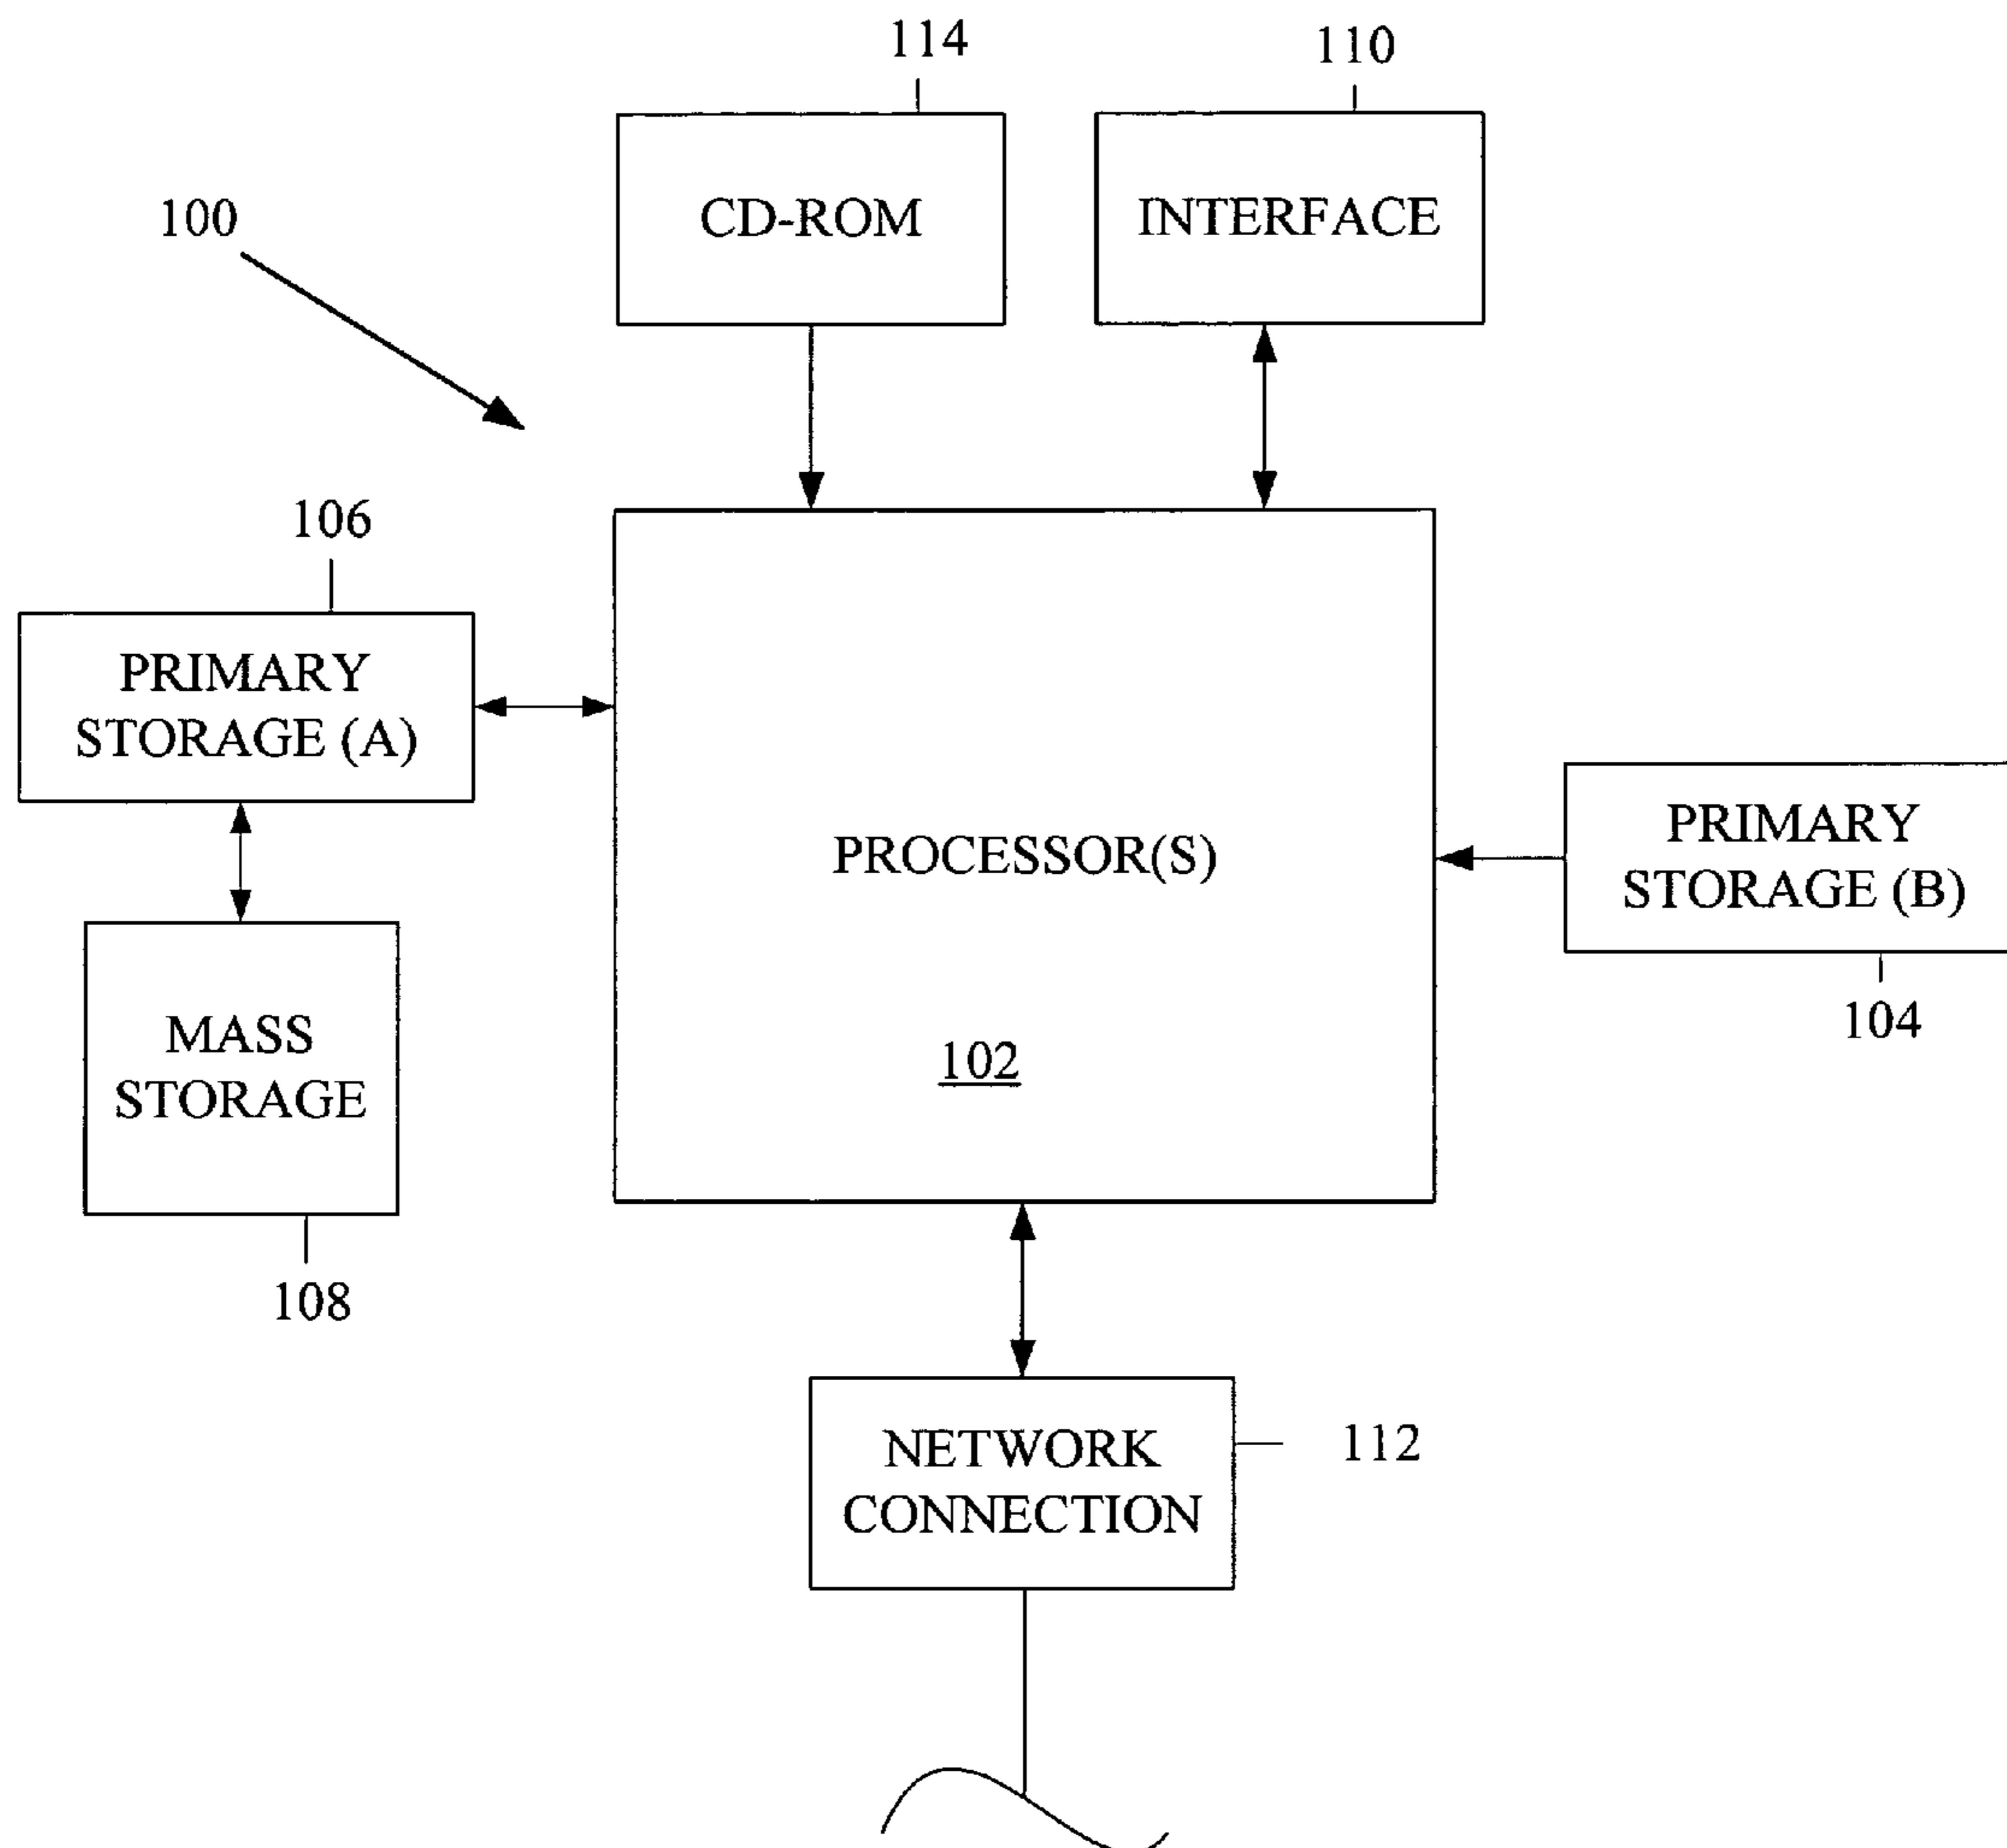 114
110
CD-ROM
INTERFACE
100
106
PRIMARY
STORAGE (A)
PROCESSOR(S)
102
PRIMARY
STORAGE (B)
104
MASS
STORAGE
108
NETWORK
CONNECTION
112